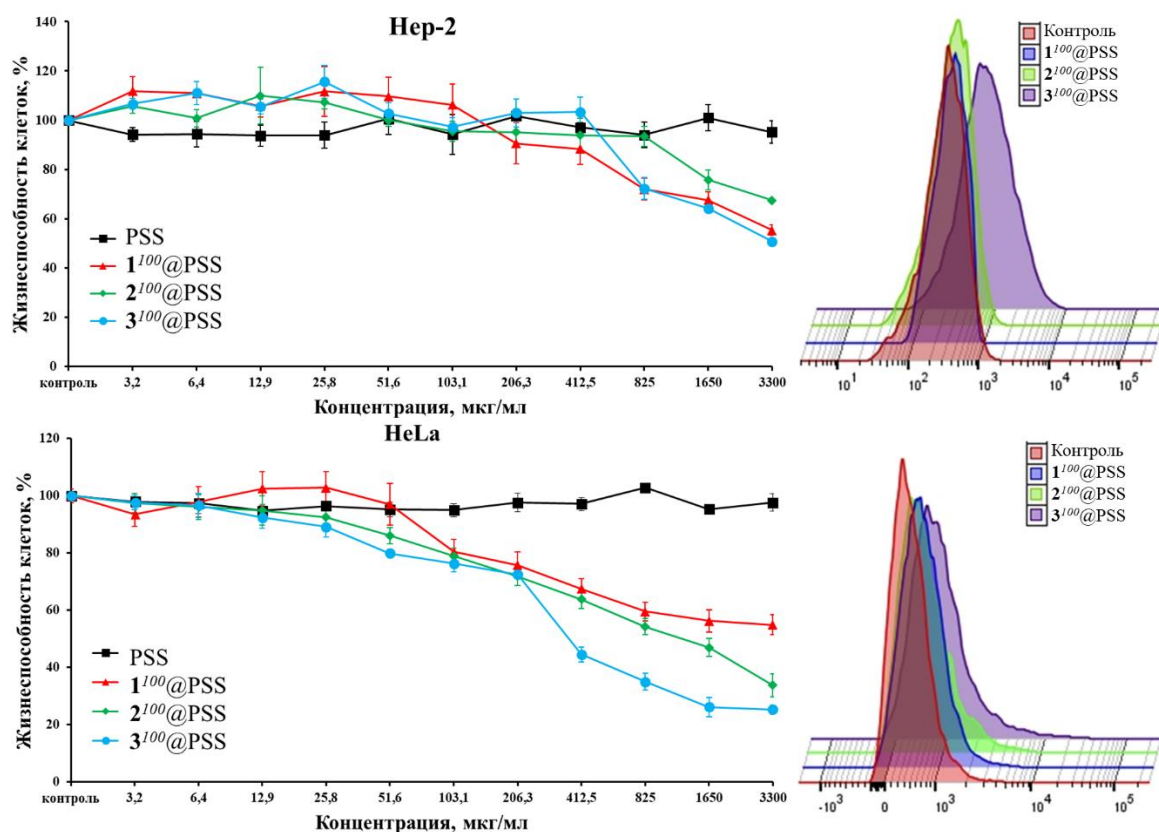 Hep-2
Жизнеспособность клеток, %
140
120
100
80
60
40
20
0
PSS
1¹⁰⁰@PSS
2¹⁰⁰@PSS
3¹⁰⁰@PSS
контроль 3,2 6,4 12,9 25,8 51,6 103,1 206,3 412,5 825 1650 3300
Концентрация, мкг/мл
Контроль
1¹⁰⁰@PSS
2¹⁰⁰@PSS
3¹⁰⁰@PSS
10¹ 10² 10³ 10⁴ 10⁵
HeLa
Жизнеспособность клеток, %
120
100
80
60
40
20
0
PSS
1¹⁰⁰@PSS
2¹⁰⁰@PSS
3¹⁰⁰@PSS
контроль 3,2 6,4 12,9 25,8 51,6 103,1 206,3 412,5 825 1650 3300
Концентрация, мкг/мл
Контроль
1¹⁰⁰@PSS
2¹⁰⁰@PSS
3¹⁰⁰@PSS
-10³ 0 10³ 10⁴ 10⁵